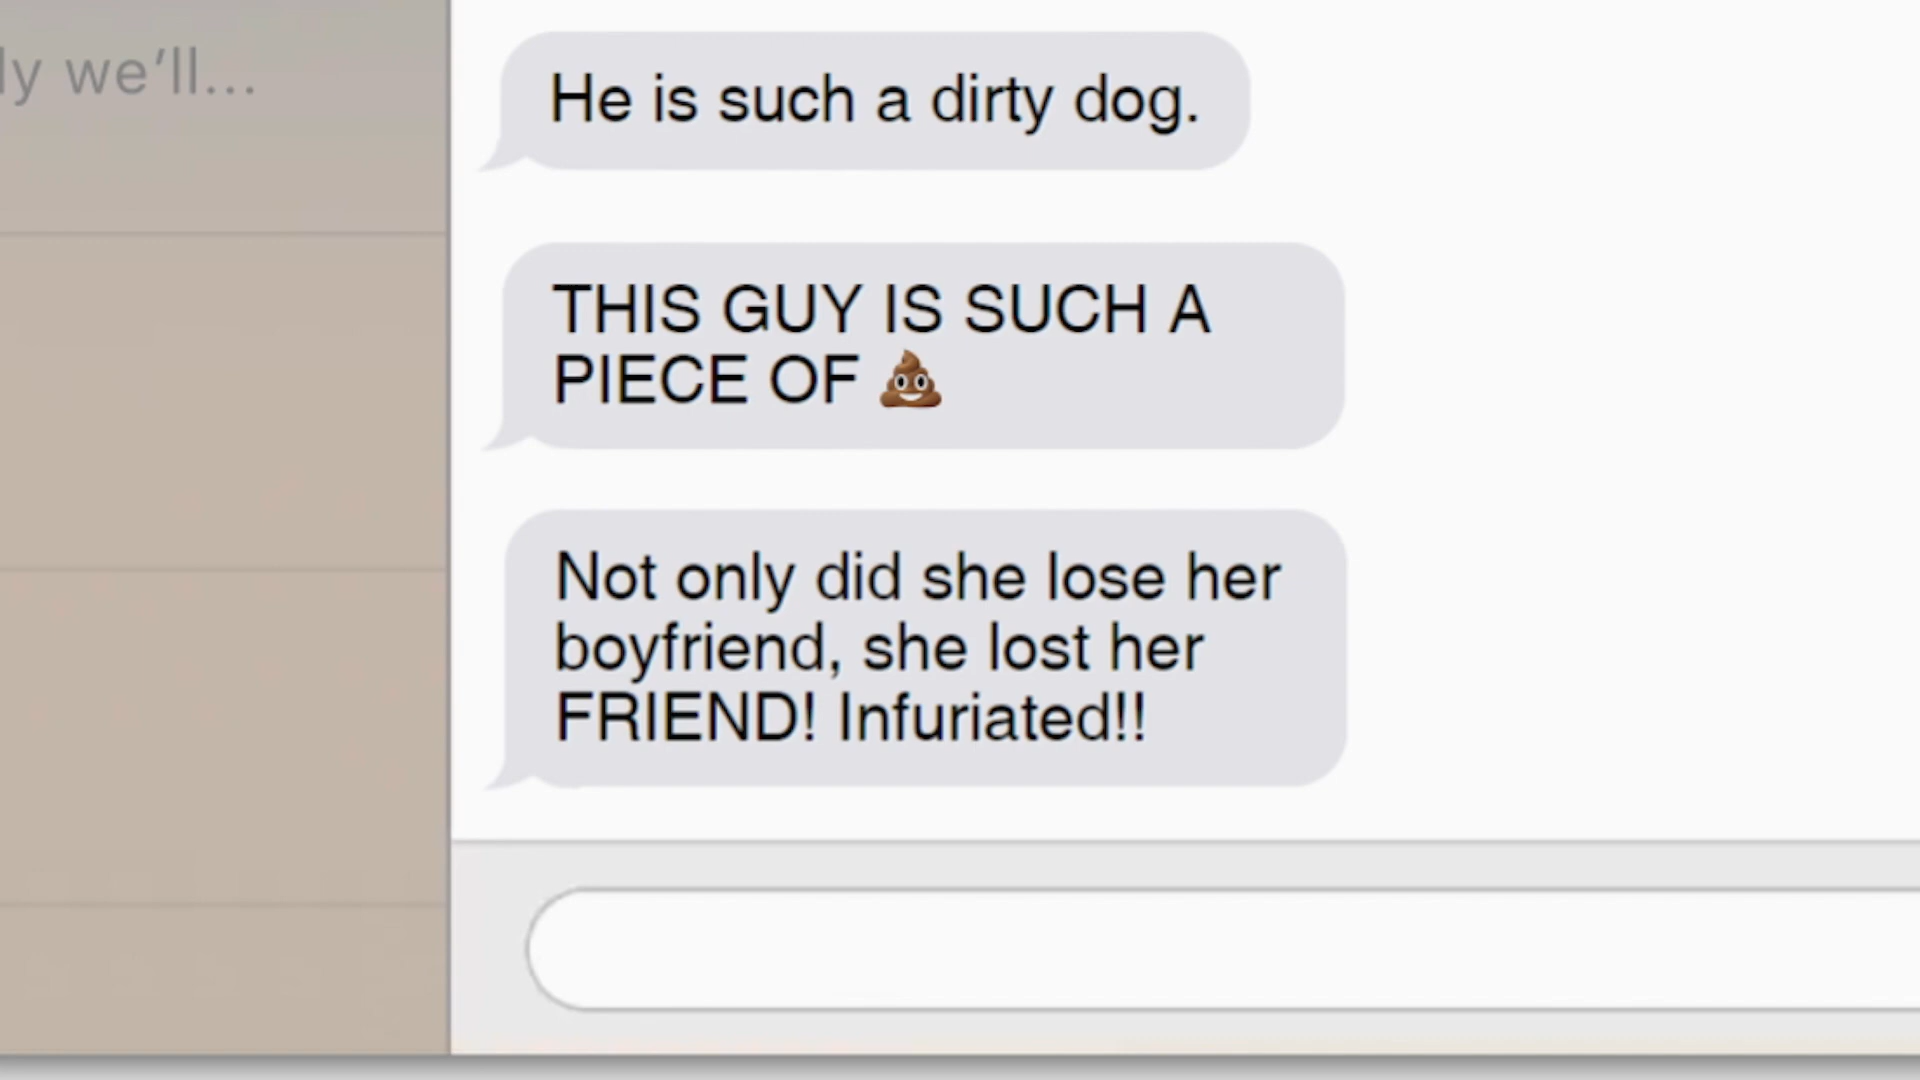 ly we'll...
He is such a dirty dog.
THIS GUY IS SUCH A
PIECE OF 💩
Not only did she lose her
boyfriend, she lost her
FRIEND! Infuriated!!